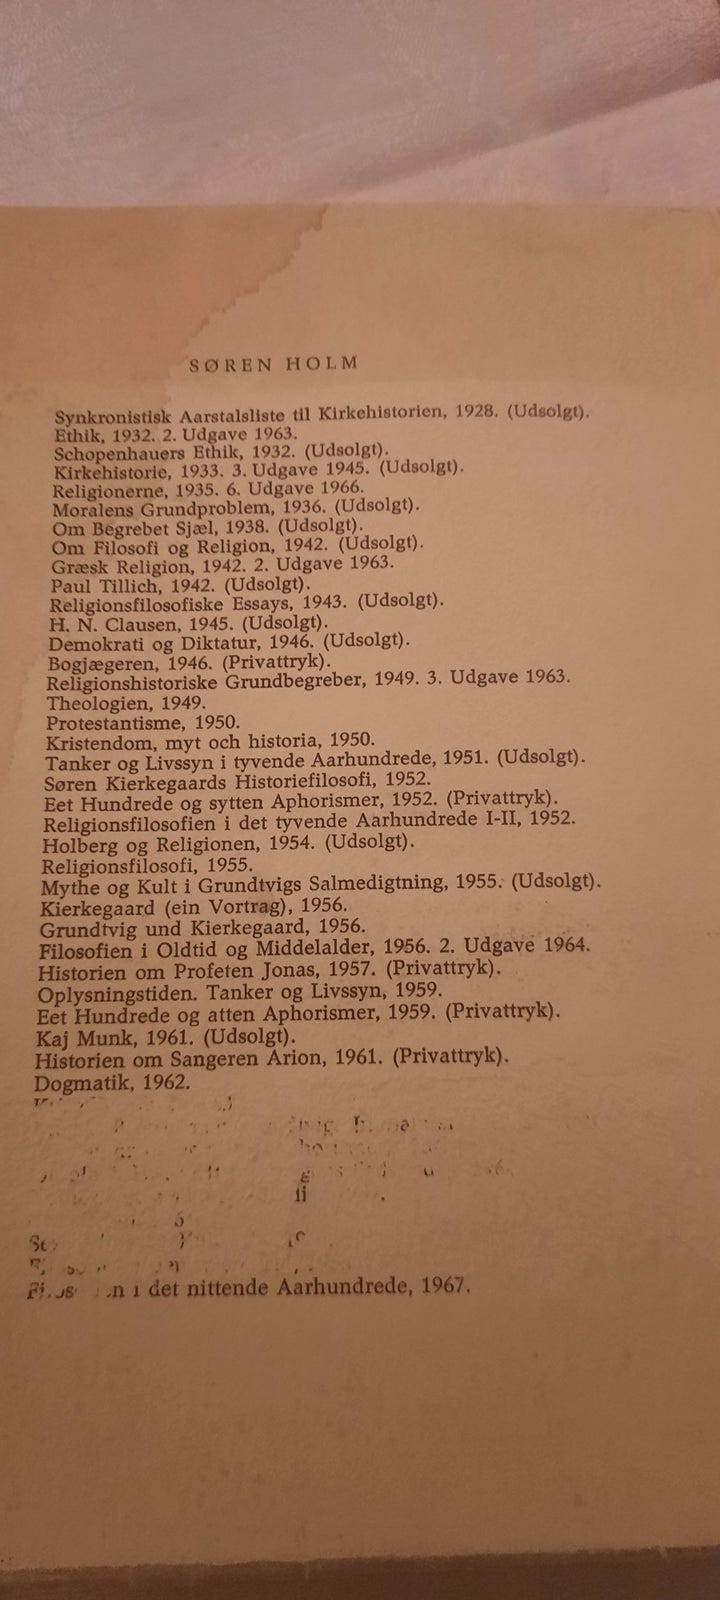 SØREN HOLM
Synkronistisk Aarstalsliste til Kirkehistorien, 1928. (Udsolgt).
Ethik, 1932. 2. Udgave 1963.
Schopenhauers Ethik, 1932. (Udsolgt).
Kirkehistorie, 1933. 3. Udgave 1945. (Udsolgt).
Religionerne, 1935. 6. Udgave 1966.
Moralens Grundproblem, 1936. (Udsolgt).
Om Begrebet Sjæl, 1938. (Udsolgt).
Om Filosofi og Religion, 1942. (Udsolgt).
Græsk Religion, 1942. 2. Udgave 1963.
Paul Tillich, 1942. (Udsolgt).
Religionsfilosofiske Essays, 1943. (Udsolgt).
H. N. Clausen, 1945. (Udsolgt).
Demokrati og Diktatur, 1946. (Udsolgt).
Bogjægeren, 1946. (Privattryk).
Religionshistoriske Grundbegreber, 1949. 3. Udgave 1963.
Theologien, 1949.
Protestantisme, 1950.
Kristendom, myt och historia, 1950.
Tanker og Livssyn i tyvende Aarhundrede, 1951. (Udsolgt).
Søren Kierkegaards Historiefilosofi, 1952.
Eet Hundrede og sytten Aphorismer, 1952. (Privattryk).
Religionsfilosofien i det tyvende Aarhundrede I-II, 1952.
Holberg og Religionen, 1954. (Udsolgt).
Religionsfilosofi, 1955.
Mythe og Kult i Grundtvigs Salmedigtning, 1955. (Udsolgt).
Kierkegaard (ein Vortrag), 1956.
Grundtvig und Kierkegaard, 1956.
Filosofien i Oldtid og Middelalder, 1956. 2. Udgave 1964.
Historien om Profeten Jonas, 1957. (Privattryk).
Oplysningstiden. Tanker og Livssyn, 1959.
Eet Hundrede og atten Aphorismer, 1959. (Privattryk).
Kaj Munk, 1961. (Udsolgt).
Historien om Sangeren Arion, 1961. (Privattryk).
Dogmatik, 1962.
i det nittende Aarhundrede, 1967.